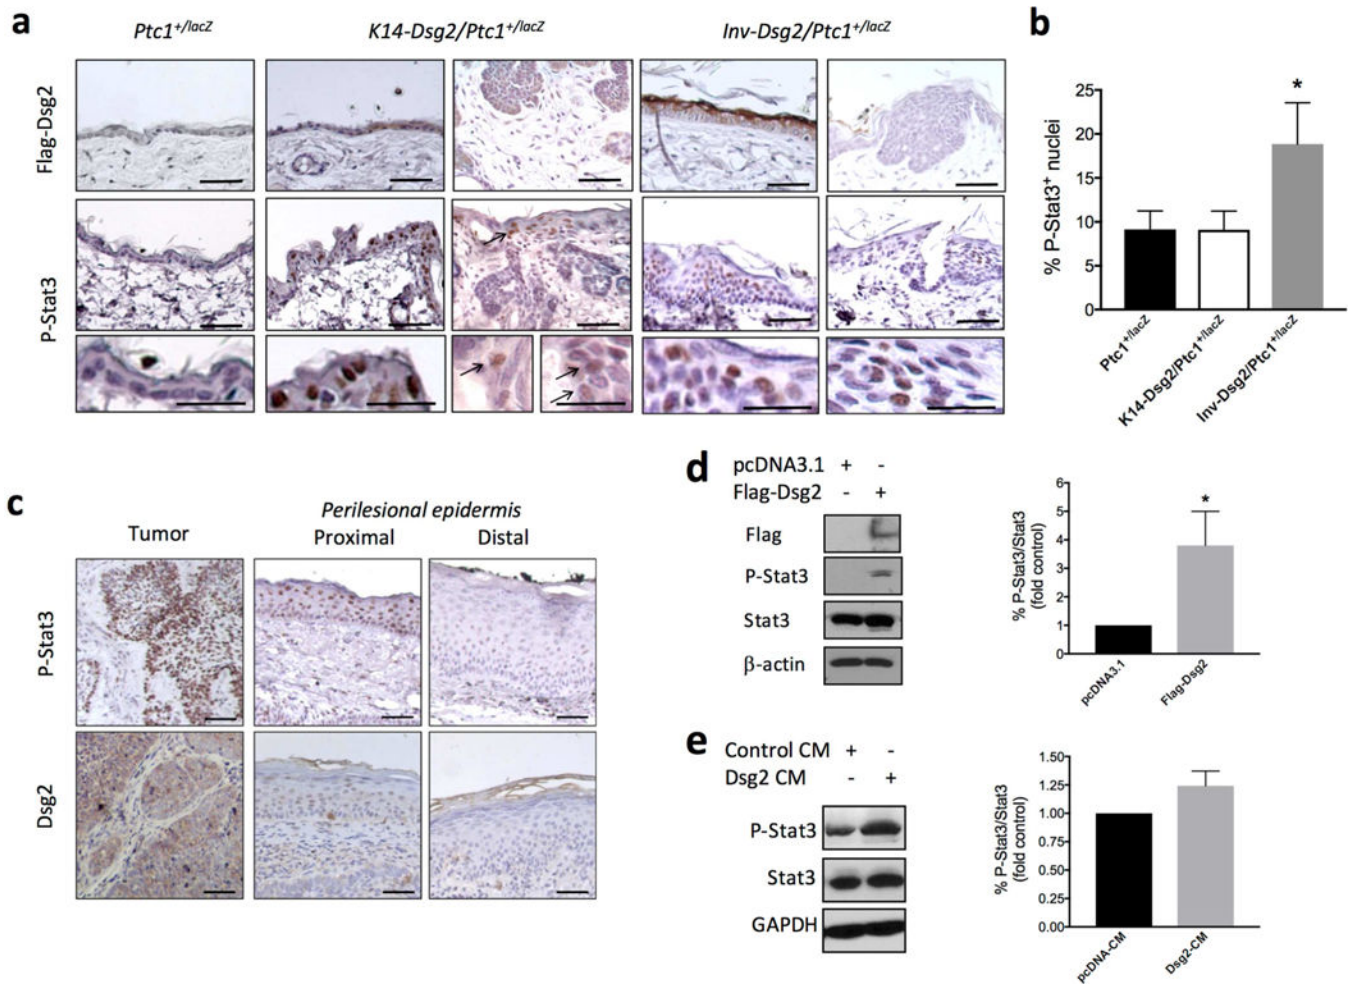 a
Ptc1+/lacZ
K14-Dsg2/Ptc1+/lacZ
Inv-Dsg2/Ptc1+/lacZ
Flag-Dsg2
P-Stat3
b
% P-Stat3+ nuclei
25
20
15
10
5
0
*
Ptc1+/lacZ
K14-Dsg2/Ptc1+/lacZ
Inv-Dsg2/Ptc1+/lacZ
c
Perilesional epidermis
Tumor
Proximal
Distal
P-Stat3
Dsg2
d
pcDNA3.1 + -
Flag-Dsg2 - +
Flag
P-Stat3
Stat3
β-actin
% P-Stat3/Stat3
(fold control)
6
5
4
3
2
1
0
*
pcDNA3.1
Flag-Dsg2
e
Control CM + -
Dsg2 CM - +
P-Stat3
Stat3
GAPDH
% P-Stat3/Stat3
(fold control)
1.50
1.25
1.00
0.75
0.50
0.25
0.00
pcDNA-CM
Dsg2-CM